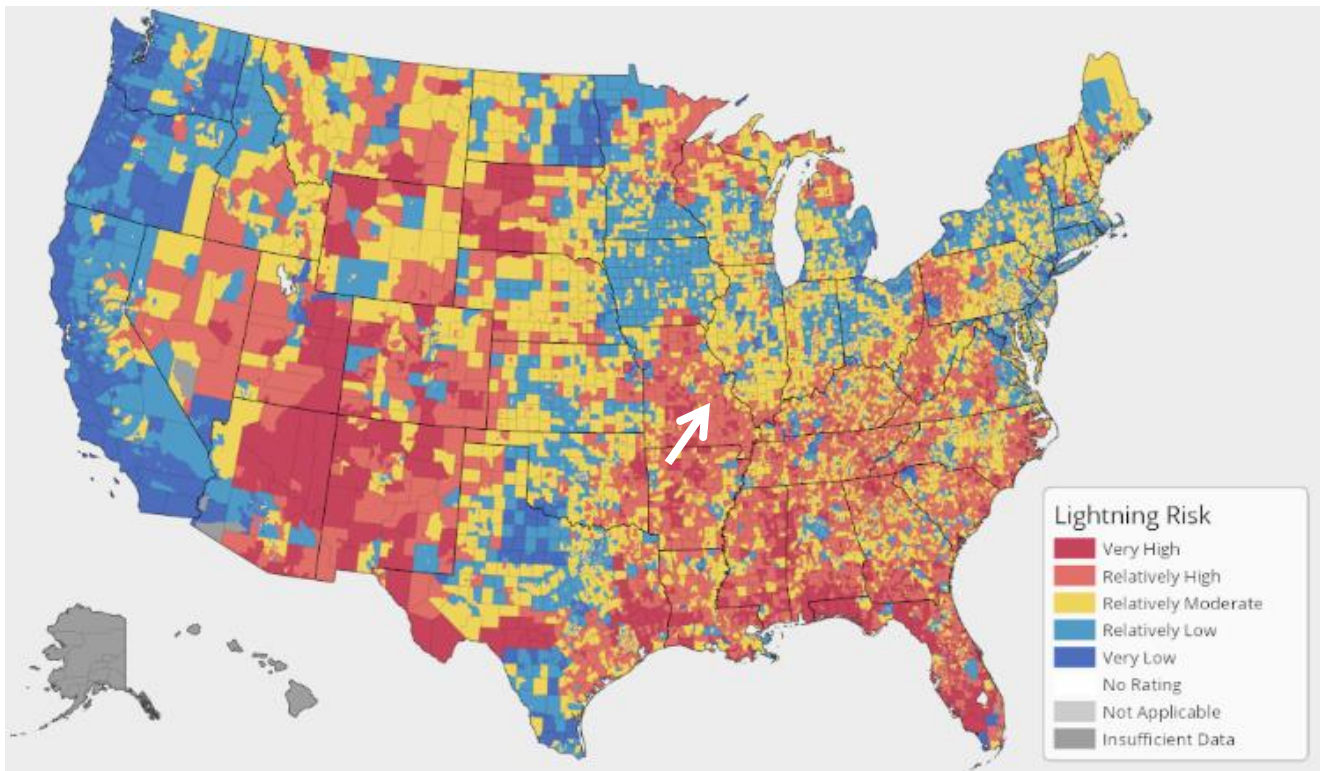 Lightning Risk
Very High
Relatively High
Relatively Moderate
Relatively Low
Very Low
No Rating
Not Applicable
Insufficient Data